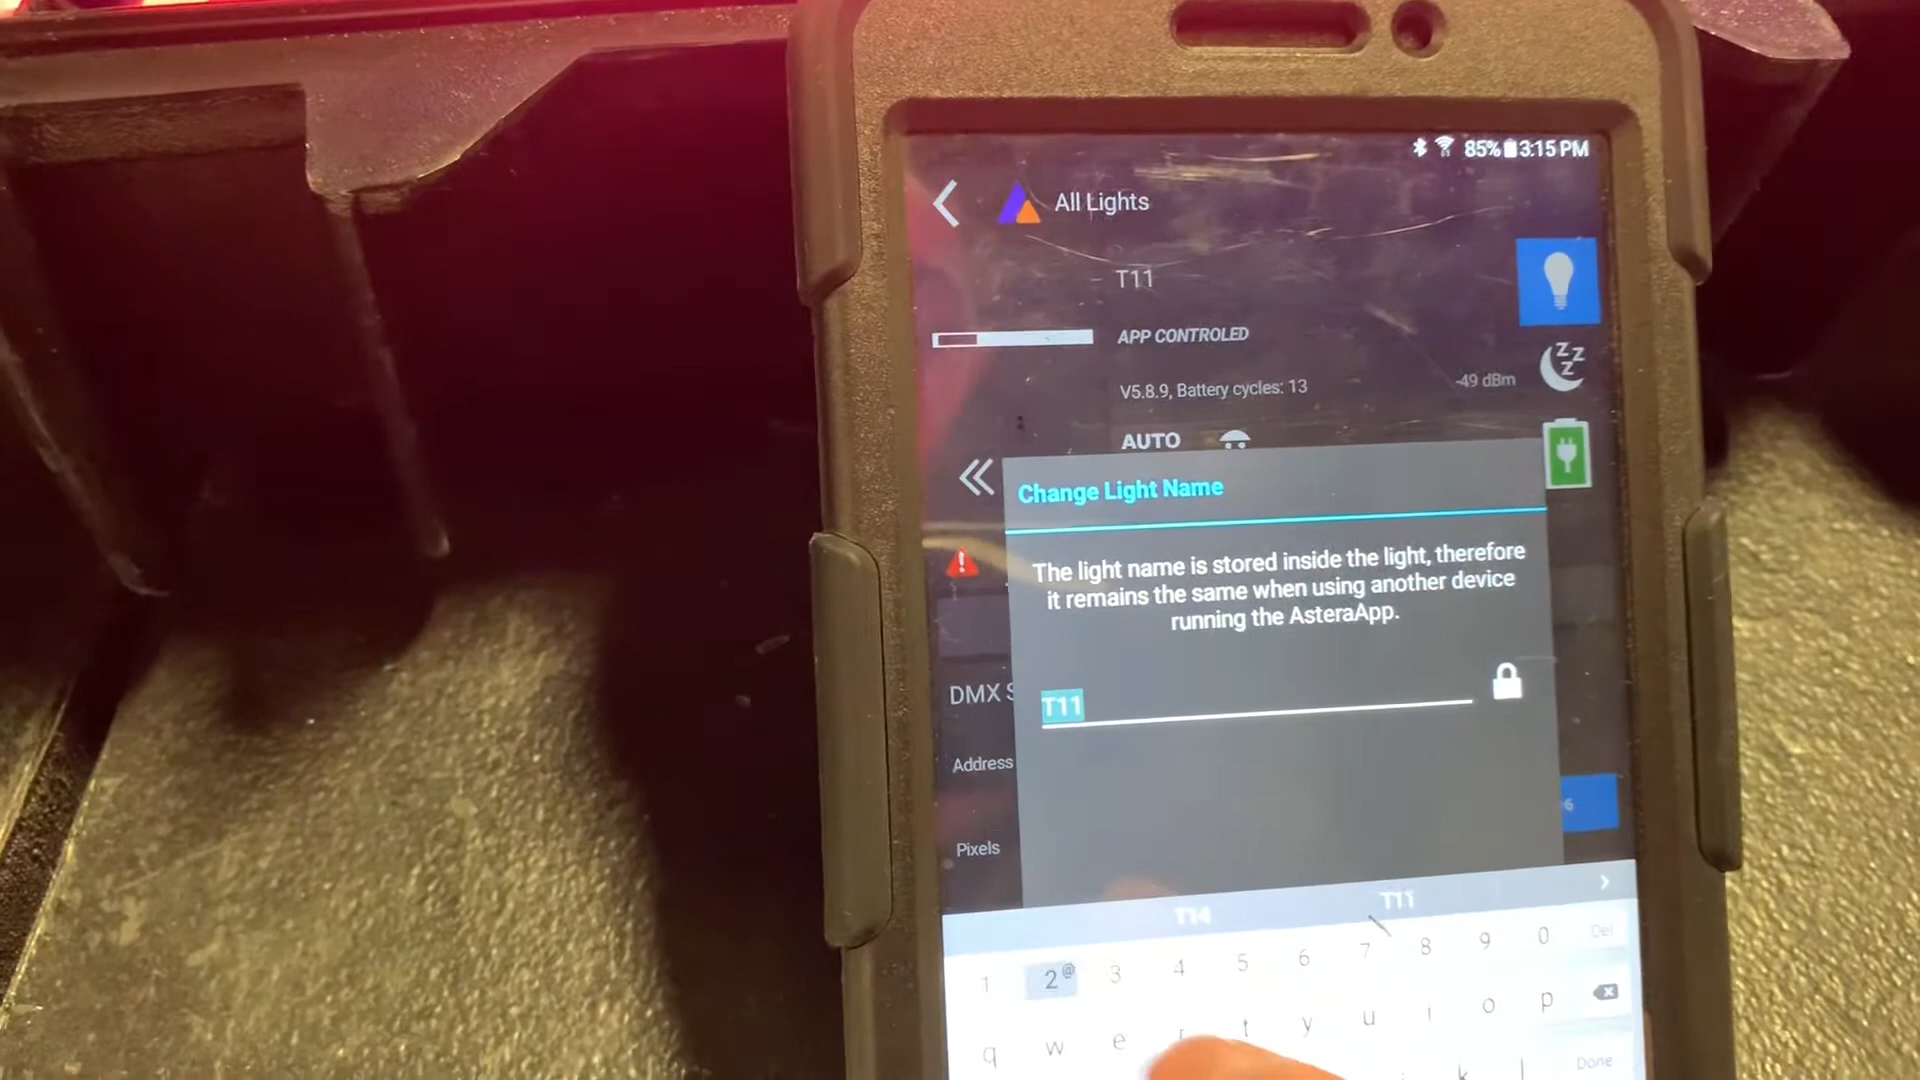 85% 3:15 PM
All Lights
T11
APP CONTROLED
V5.8.9, Battery cycles: 13
-49 dBm
AUTO
Change Light Name
The light name is stored inside the light, therefore
it remains the same when using another device
running the AsteraApp.
T11
DMX S
Address
6
Pixels
T14 T11
1 2@ 3 4 5 6 7 8 9 0 Del
q w e r t y u i o p
k l Done